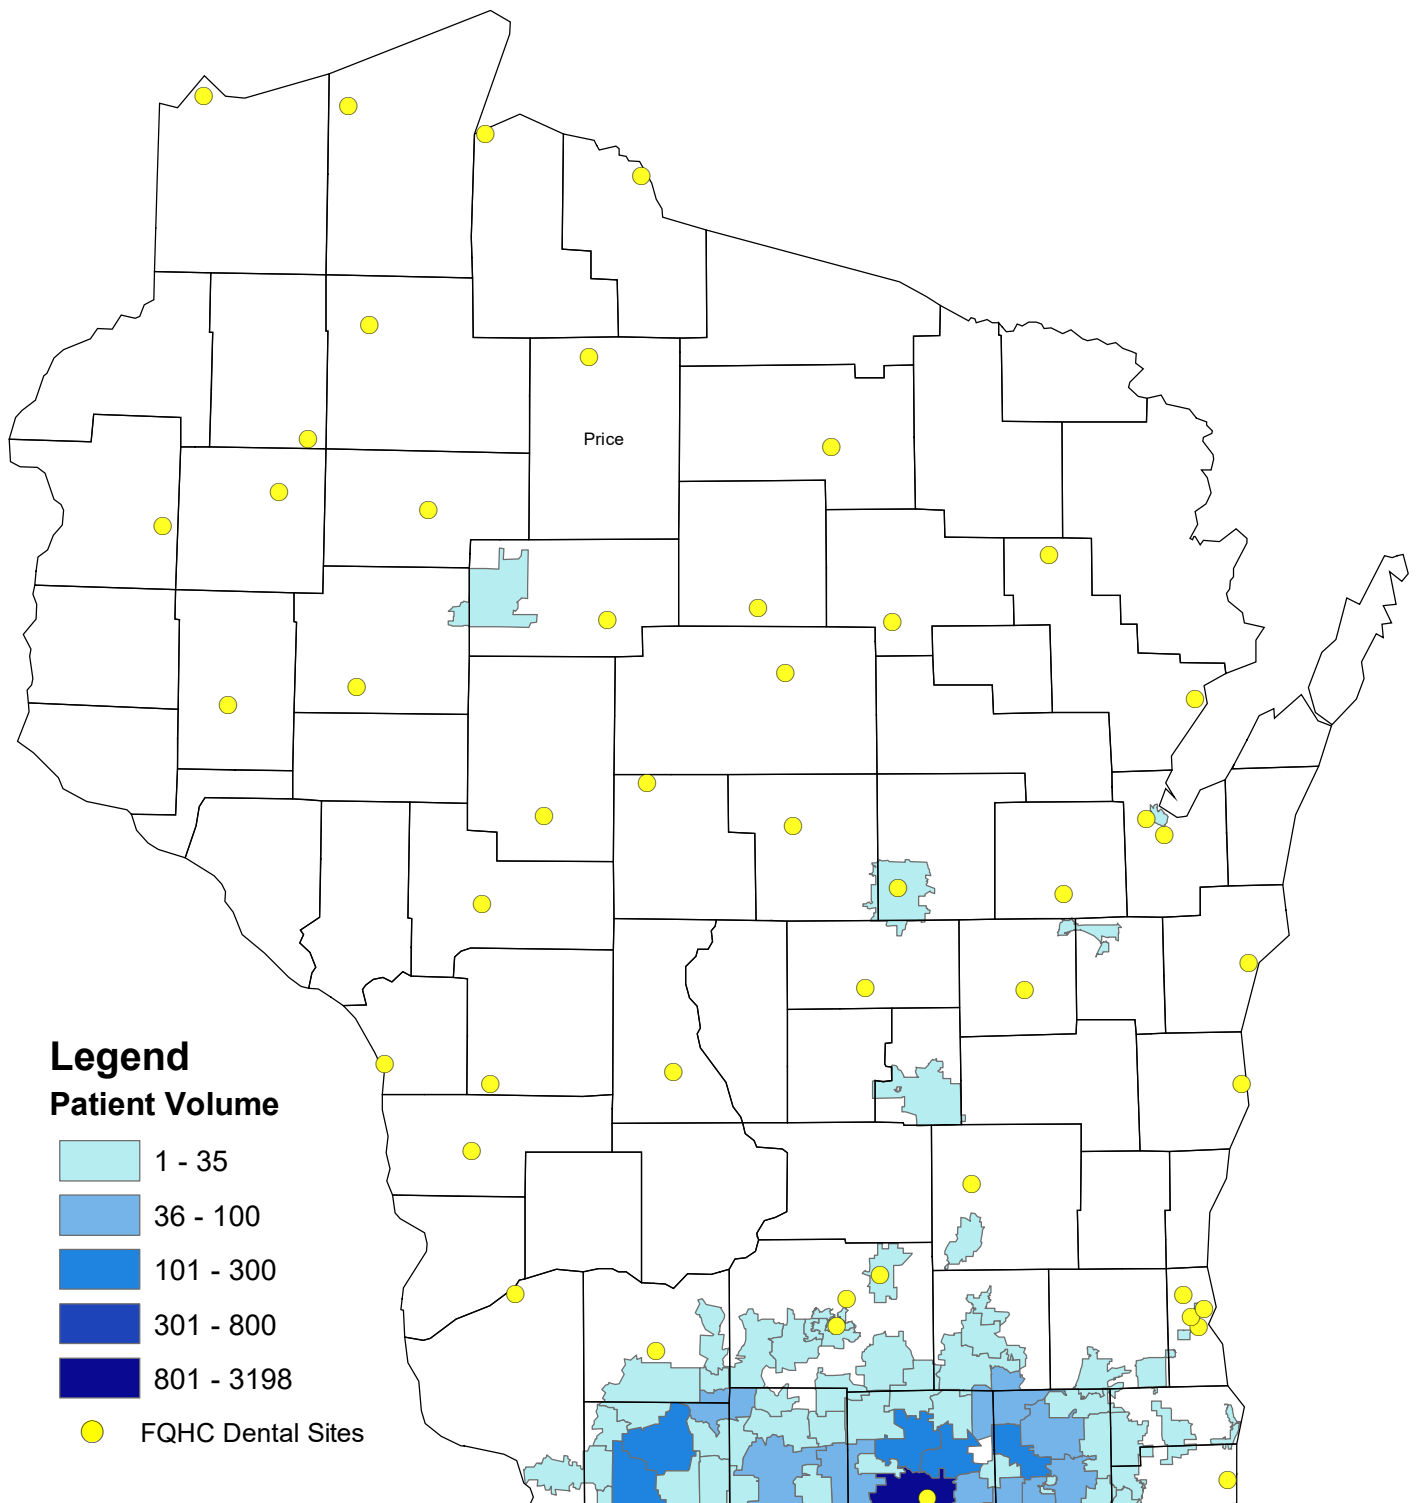 Price
Legend
Patient Volume
1 - 35
36 - 100
101 - 300
301 - 800
801 - 3198
FQHC Dental Sites